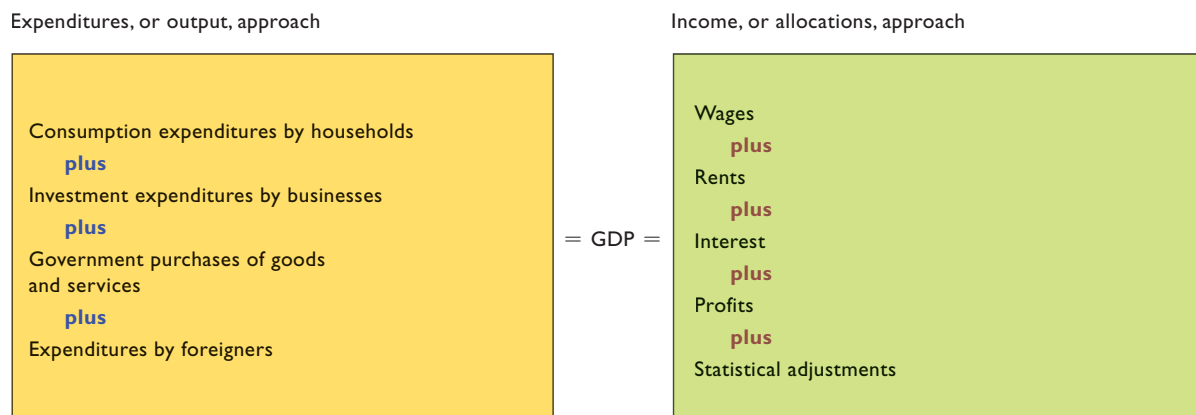 Expenditures, or output, approach
Consumption expenditures by households
plus
Investment expenditures by businesses
plus
Government purchases of goods
and services
plus
Expenditures by foreigners
= GDP =
Income, or allocations, approach
Wages
plus
Rents
plus
Interest
plus
Profits
plus
Statistical adjustments